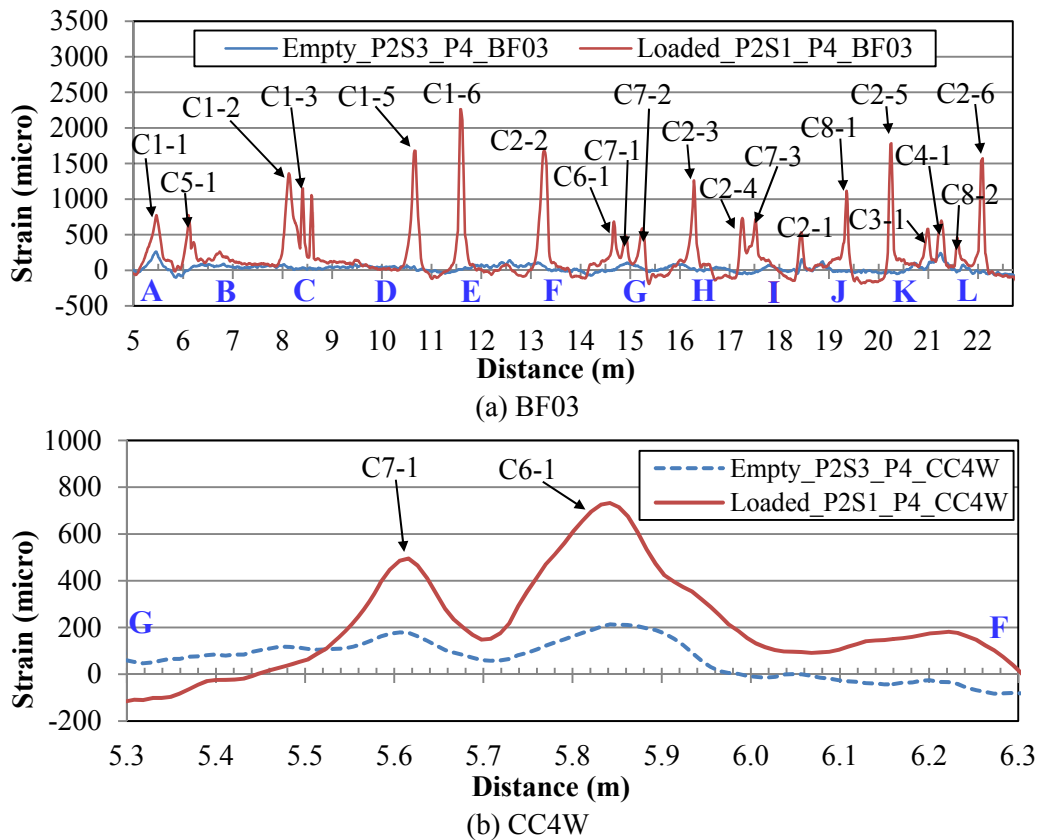 3500
3000
2500
2000
1500
1000
500
0
-500
Strain (micro)
Empty_P2S3_P4_BF03 Loaded_P2S1_P4_BF03
C1-1
C5-1
C1-2
C1-3
C1-5
C1-6
C2-2
C6-1
C7-1
C7-2
C2-3
C2-4
C7-3
C2-1
C8-1
C2-5
C3-1
C4-1
C8-2
C2-6
A B C D E F G H I J K L
5 6 7 8 9 10 11 12 13 14 15 16 17 18 19 20 21 22
Distance (m)
(a) BF03
1000
800
600
400
200
0
-200
Strain (micro)
C7-1
C6-1
Empty_P2S3_P4_CC4W
Loaded_P2S1_P4_CC4W
G F
5.3 5.4 5.5 5.6 5.7 5.8 5.9 6.0 6.1 6.2 6.3
Distance (m)
(b) CC4W